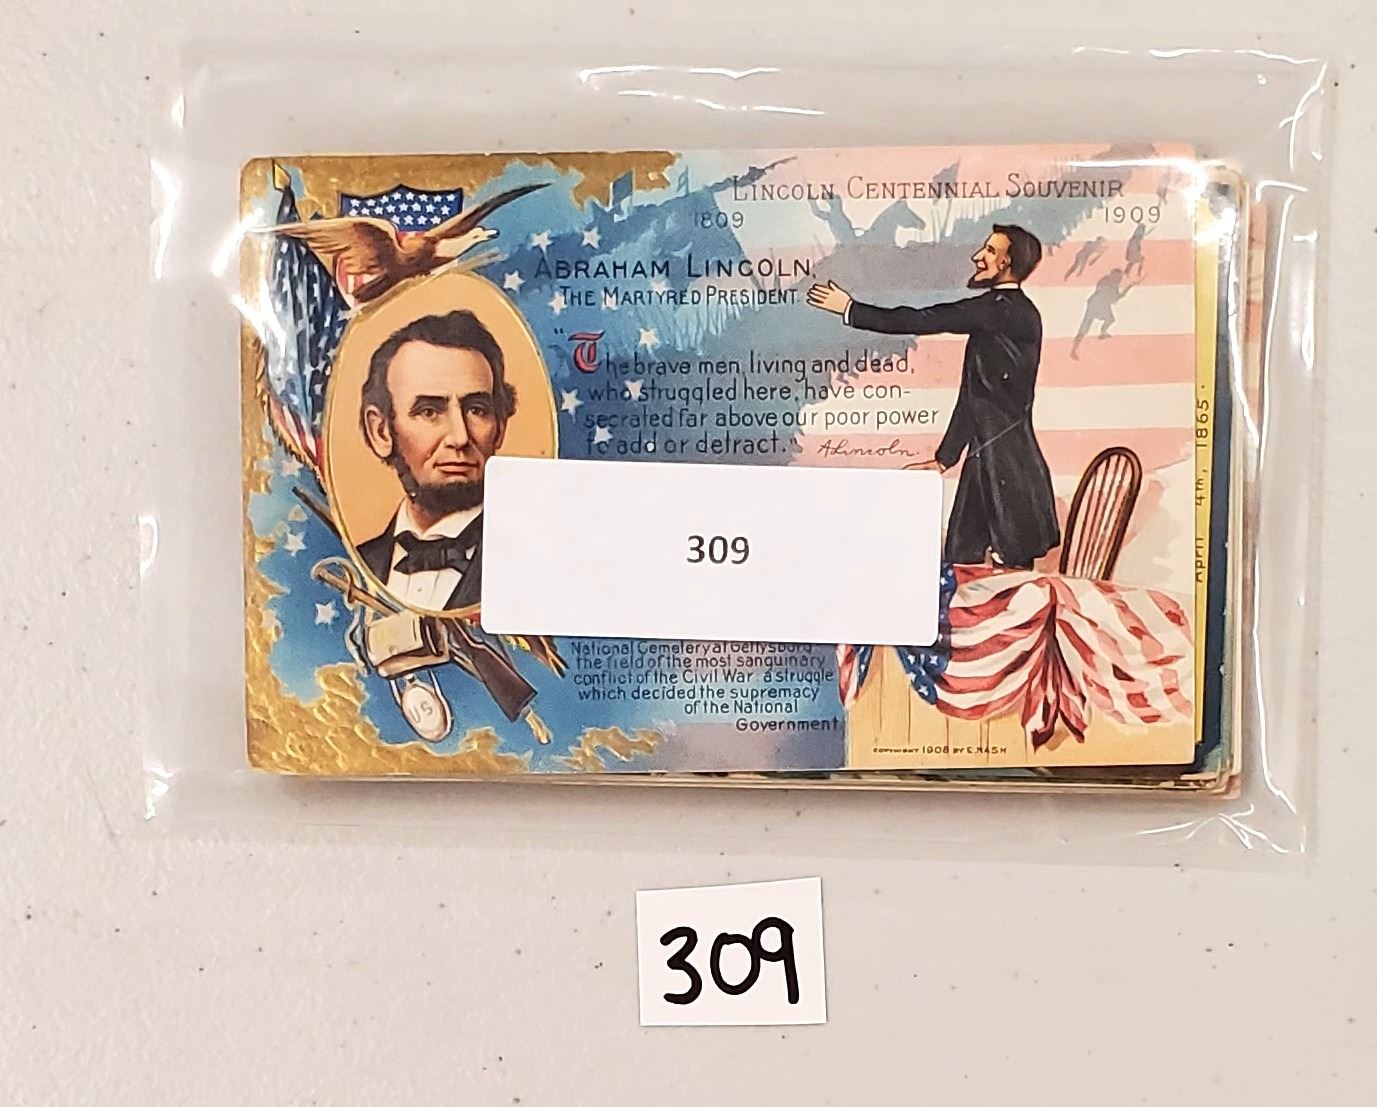 LINCOLN CENTENNIAL SOUVENIR
1809 1909
ABRAHAM LINCOLN,
THE MARTYRED PRESIDENT
"The brave men, living and dead,
who struggled here, have con-
secrated far above our poor power
to add or detract." A Lincoln.
309
National Cemetery at Gettysburg
the field of the most sanguinary
conflict of the Civil War: a struggle
which decided the supremacy
of the National
Government.
COPYRIGHT 1908 BY E. NASH
US
April 4th, 1865.
309